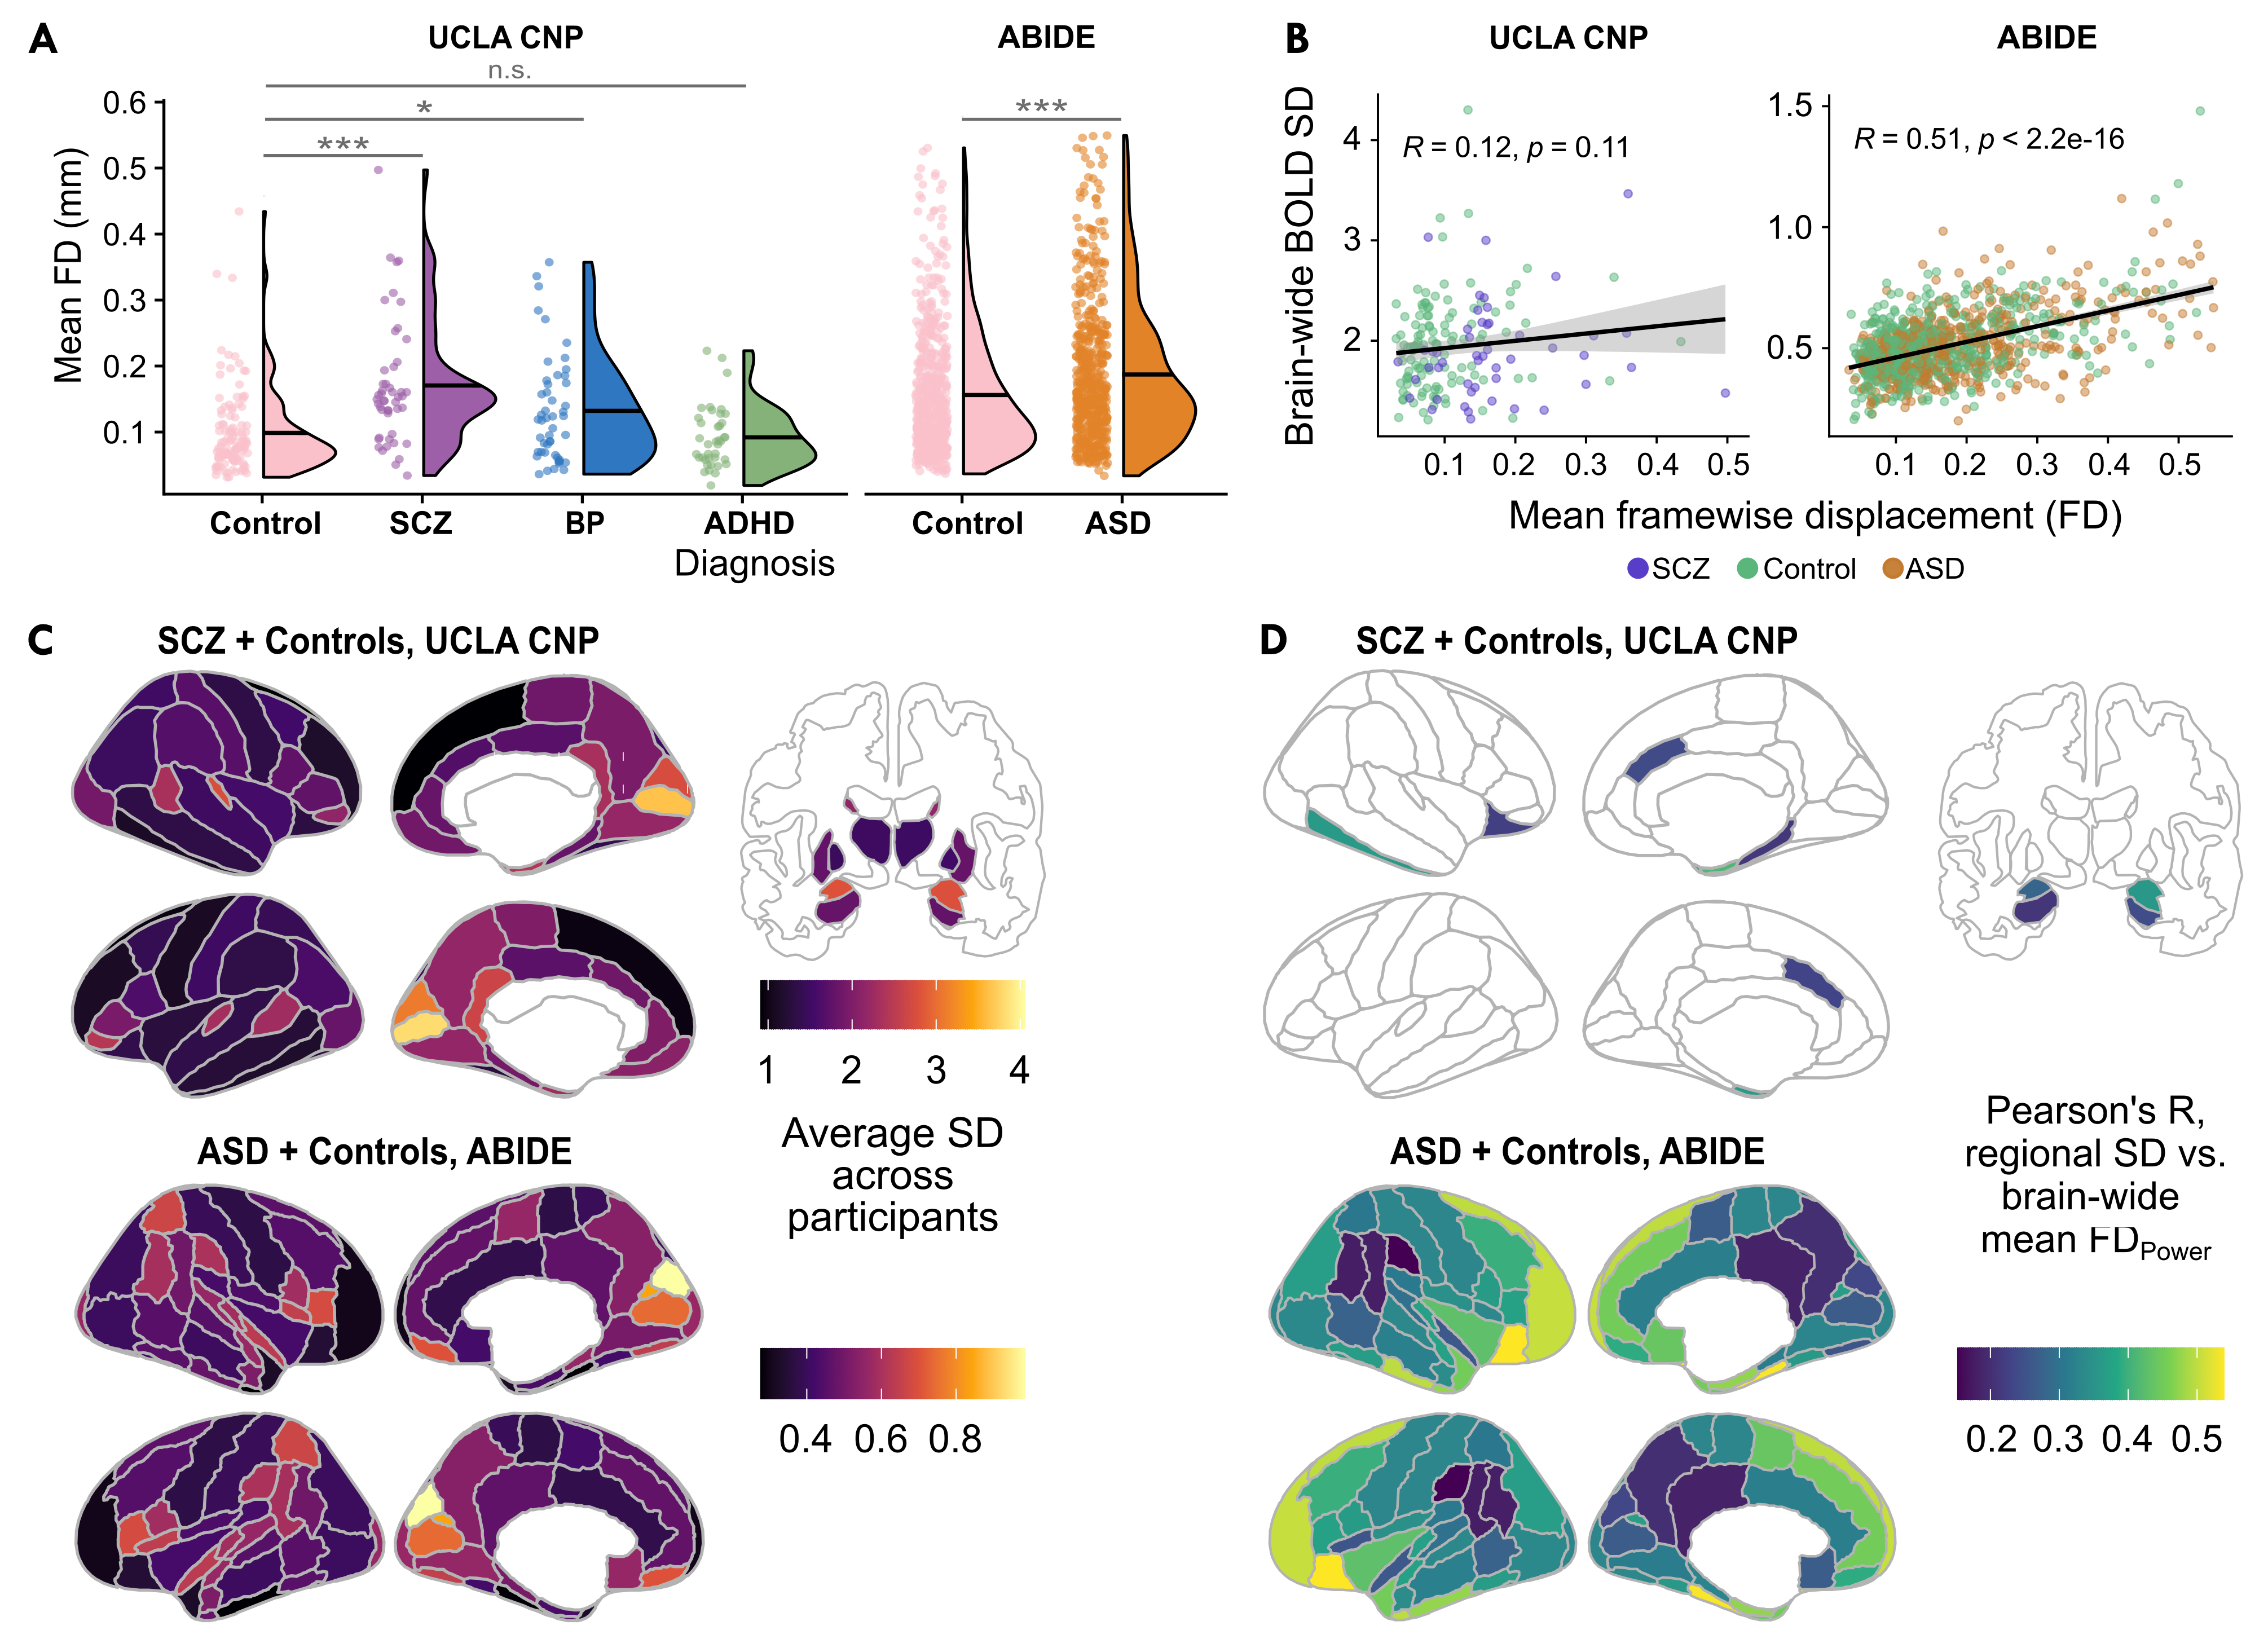 A
UCLA CNP
ABIDE
n.s.
*
***
***
Mean FD (mm)
0.6
0.5
0.4
0.3
0.2
0.1
Control
SCZ
BP
ADHD
Control
ASD
Diagnosis
B
UCLA CNP
ABIDE
Brain-wide BOLD SD
4
3
2
R = 0.12, p = 0.11
1.5
1.0
0.5
R = 0.51, p < 2.2e-16
0.1 0.2 0.3 0.4 0.5
0.1 0.2 0.3 0.4 0.5
Mean framewise displacement (FD)
SCZ Control ASD
C
SCZ + Controls, UCLA CNP
1 2 3 4
Average SD
across
participants
ASD + Controls, ABIDE
0.4 0.6 0.8
D
SCZ + Controls, UCLA CNP
Pearson's R,
regional SD vs.
brain-wide
mean FDPower
ASD + Controls, ABIDE
0.2 0.3 0.4 0.5